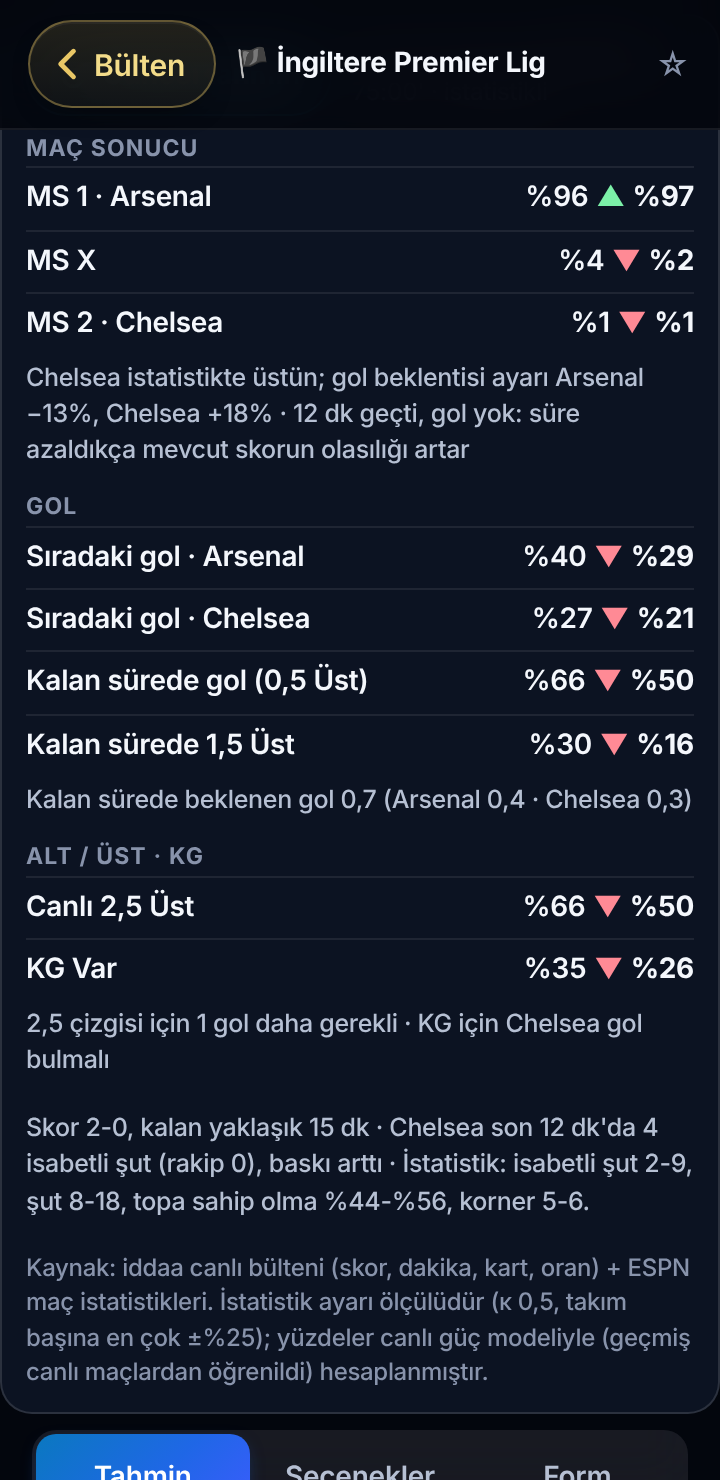 Bülten
İngiltere Premier Lig
MAÇ SONUCU
MS 1 · Arsenal %96 ▲ %97
MS X %4 ▼ %2
MS 2 · Chelsea %1 ▼ %1
Chelsea istatistikte üstün; gol beklentisi ayarı Arsenal
−13%, Chelsea +18% · 12 dk geçti, gol yok: süre
azaldıkça mevcut skorun olasılığı artar
GOL
Sıradaki gol · Arsenal %40 ▼ %29
Sıradaki gol · Chelsea %27 ▼ %21
Kalan sürede gol (0,5 Üst) %66 ▼ %50
Kalan sürede 1,5 Üst %30 ▼ %16
Kalan sürede beklenen gol 0,7 (Arsenal 0,4 · Chelsea 0,3)
ALT / ÜST · KG
Canlı 2,5 Üst %66 ▼ %50
KG Var %35 ▼ %26
2,5 çizgisi için 1 gol daha gerekli · KG için Chelsea gol
bulmalı
Skor 2-0, kalan yaklaşık 15 dk · Chelsea son 12 dk'da 4
isabetli şut (rakip 0), baskı arttı · İstatistik: isabetli şut 2-9,
şut 8-18, topa sahip olma %44-%56, korner 5-6.
Kaynak: iddaa canlı bülteni (skor, dakika, kart, oran) + ESPN
maç istatistikleri. İstatistik ayarı ölçülüdür (κ 0,5, takım
başına en çok ±%25); yüzdeler canlı güç modeliyle (geçmiş
canlı maçlardan öğrenildi) hesaplanmıştır.
Tahmin Seçenekler Form